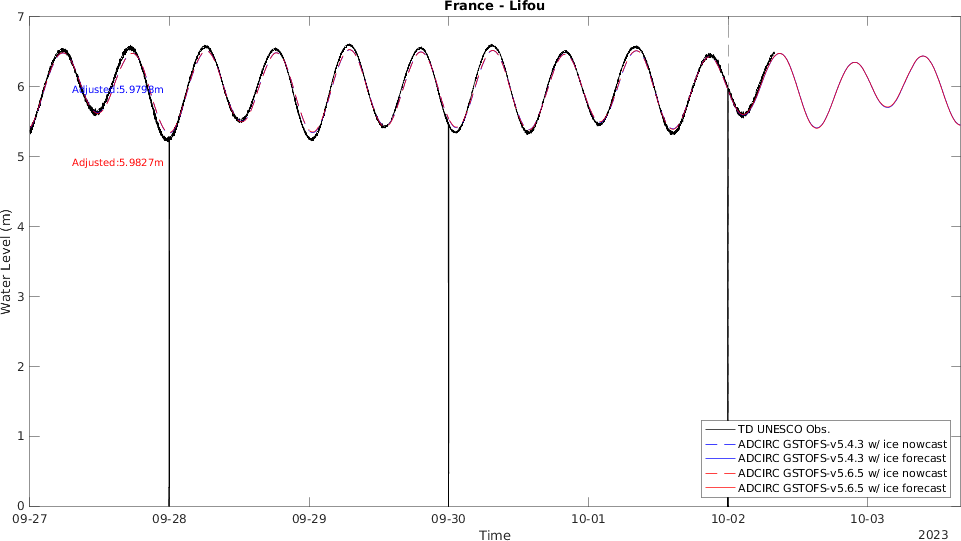 France - Lifou
7
6
5
4
3
2
1
0
Water Level (m)
Adjusted:5.9798m
Adjusted:5.9827m
TD UNESCO Obs.
ADCIRC GSTOFS-v5.4.3 w/ ice nowcast
ADCIRC GSTOFS-v5.4.3 w/ ice forecast
ADCIRC GSTOFS-v5.6.5 w/ ice nowcast
ADCIRC GSTOFS-v5.6.5 w/ ice forecast
09-27 09-28 09-29 09-30 10-01 10-02 10-03
Time
2023